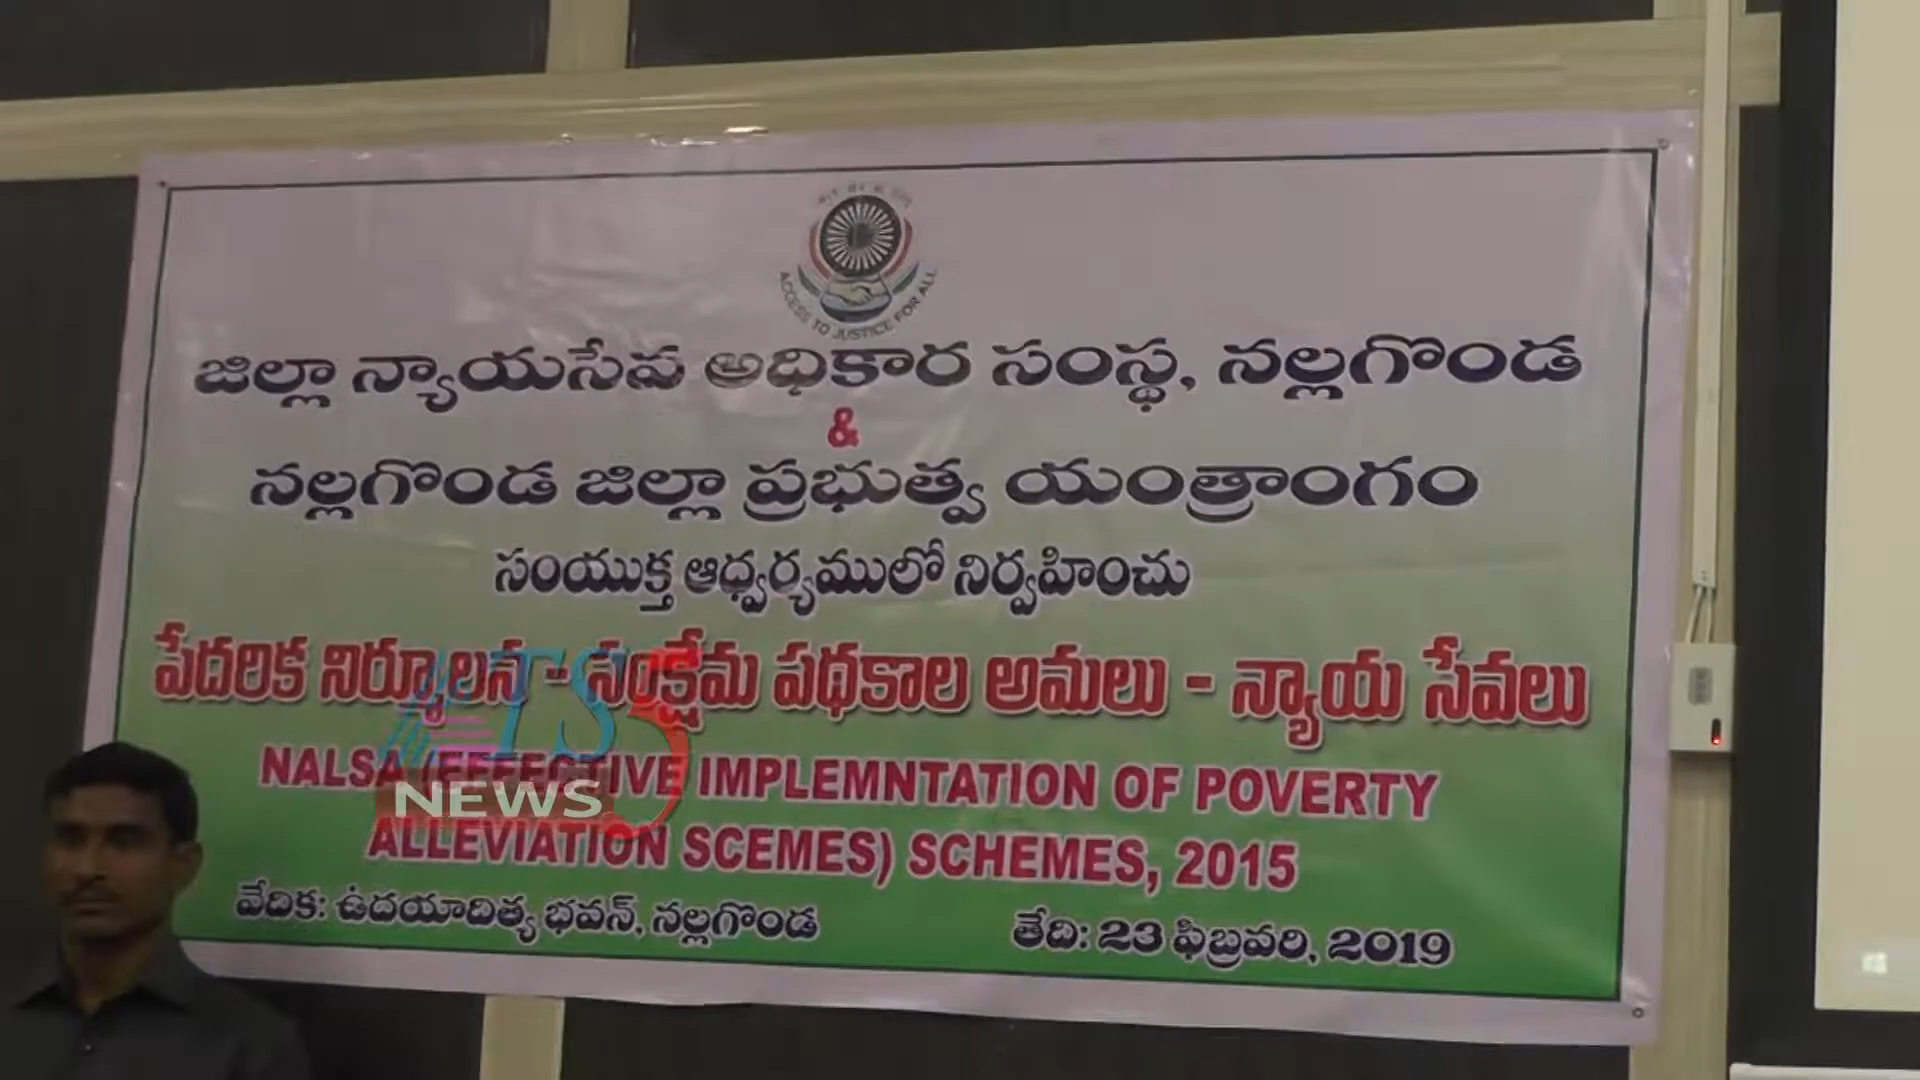 ACCESS TO JUSTICE FOR ALL
జిల్లా న్యాయసేవ అధికార సంస్థ, నల్లగొండ
&
నల్లగొండ జిల్లా ప్రభుత్వ యంత్రాంగం
సంయుక్త ఆధ్వర్యములో నిర్వహించు
పేదరిక నిర్మూలన - సంక్షేమ పథకాల అమలు - న్యాయ సేవలు
NALSA (EFFECTIVE IMPLEMNTATION OF POVERTY
ALLEVIATION SCEMES) SCHEMES, 2015
వేదిక: ఉదయాదిత్య భవన్, నల్లగొండ
తేది: 23 ఫిబ్రవరి, 2019
TS
NEWS